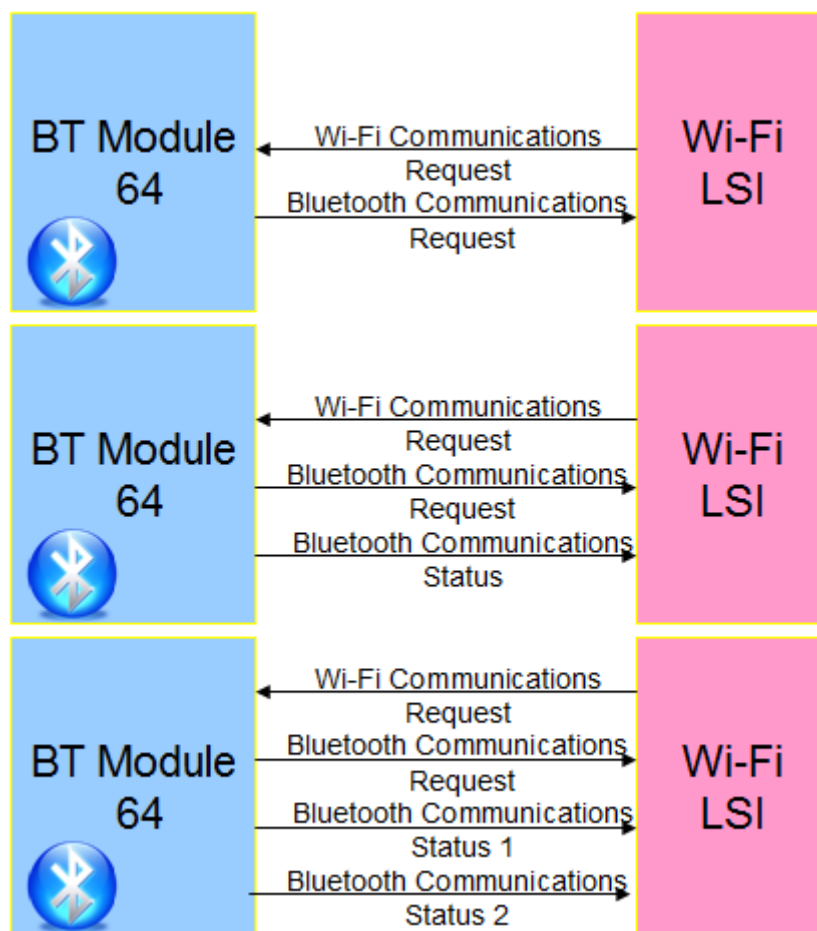 BT Module
64
Wi-Fi Communications
Request
Bluetooth Communications
Request
Wi-Fi
LSI
BT Module
64
Wi-Fi Communications
Request
Bluetooth Communications
Request
Bluetooth Communications
Status
Wi-Fi
LSI
BT Module
64
Wi-Fi Communications
Request
Bluetooth Communications
Request
Bluetooth Communications
Status 1
Bluetooth Communications
Status 2
Wi-Fi
LSI